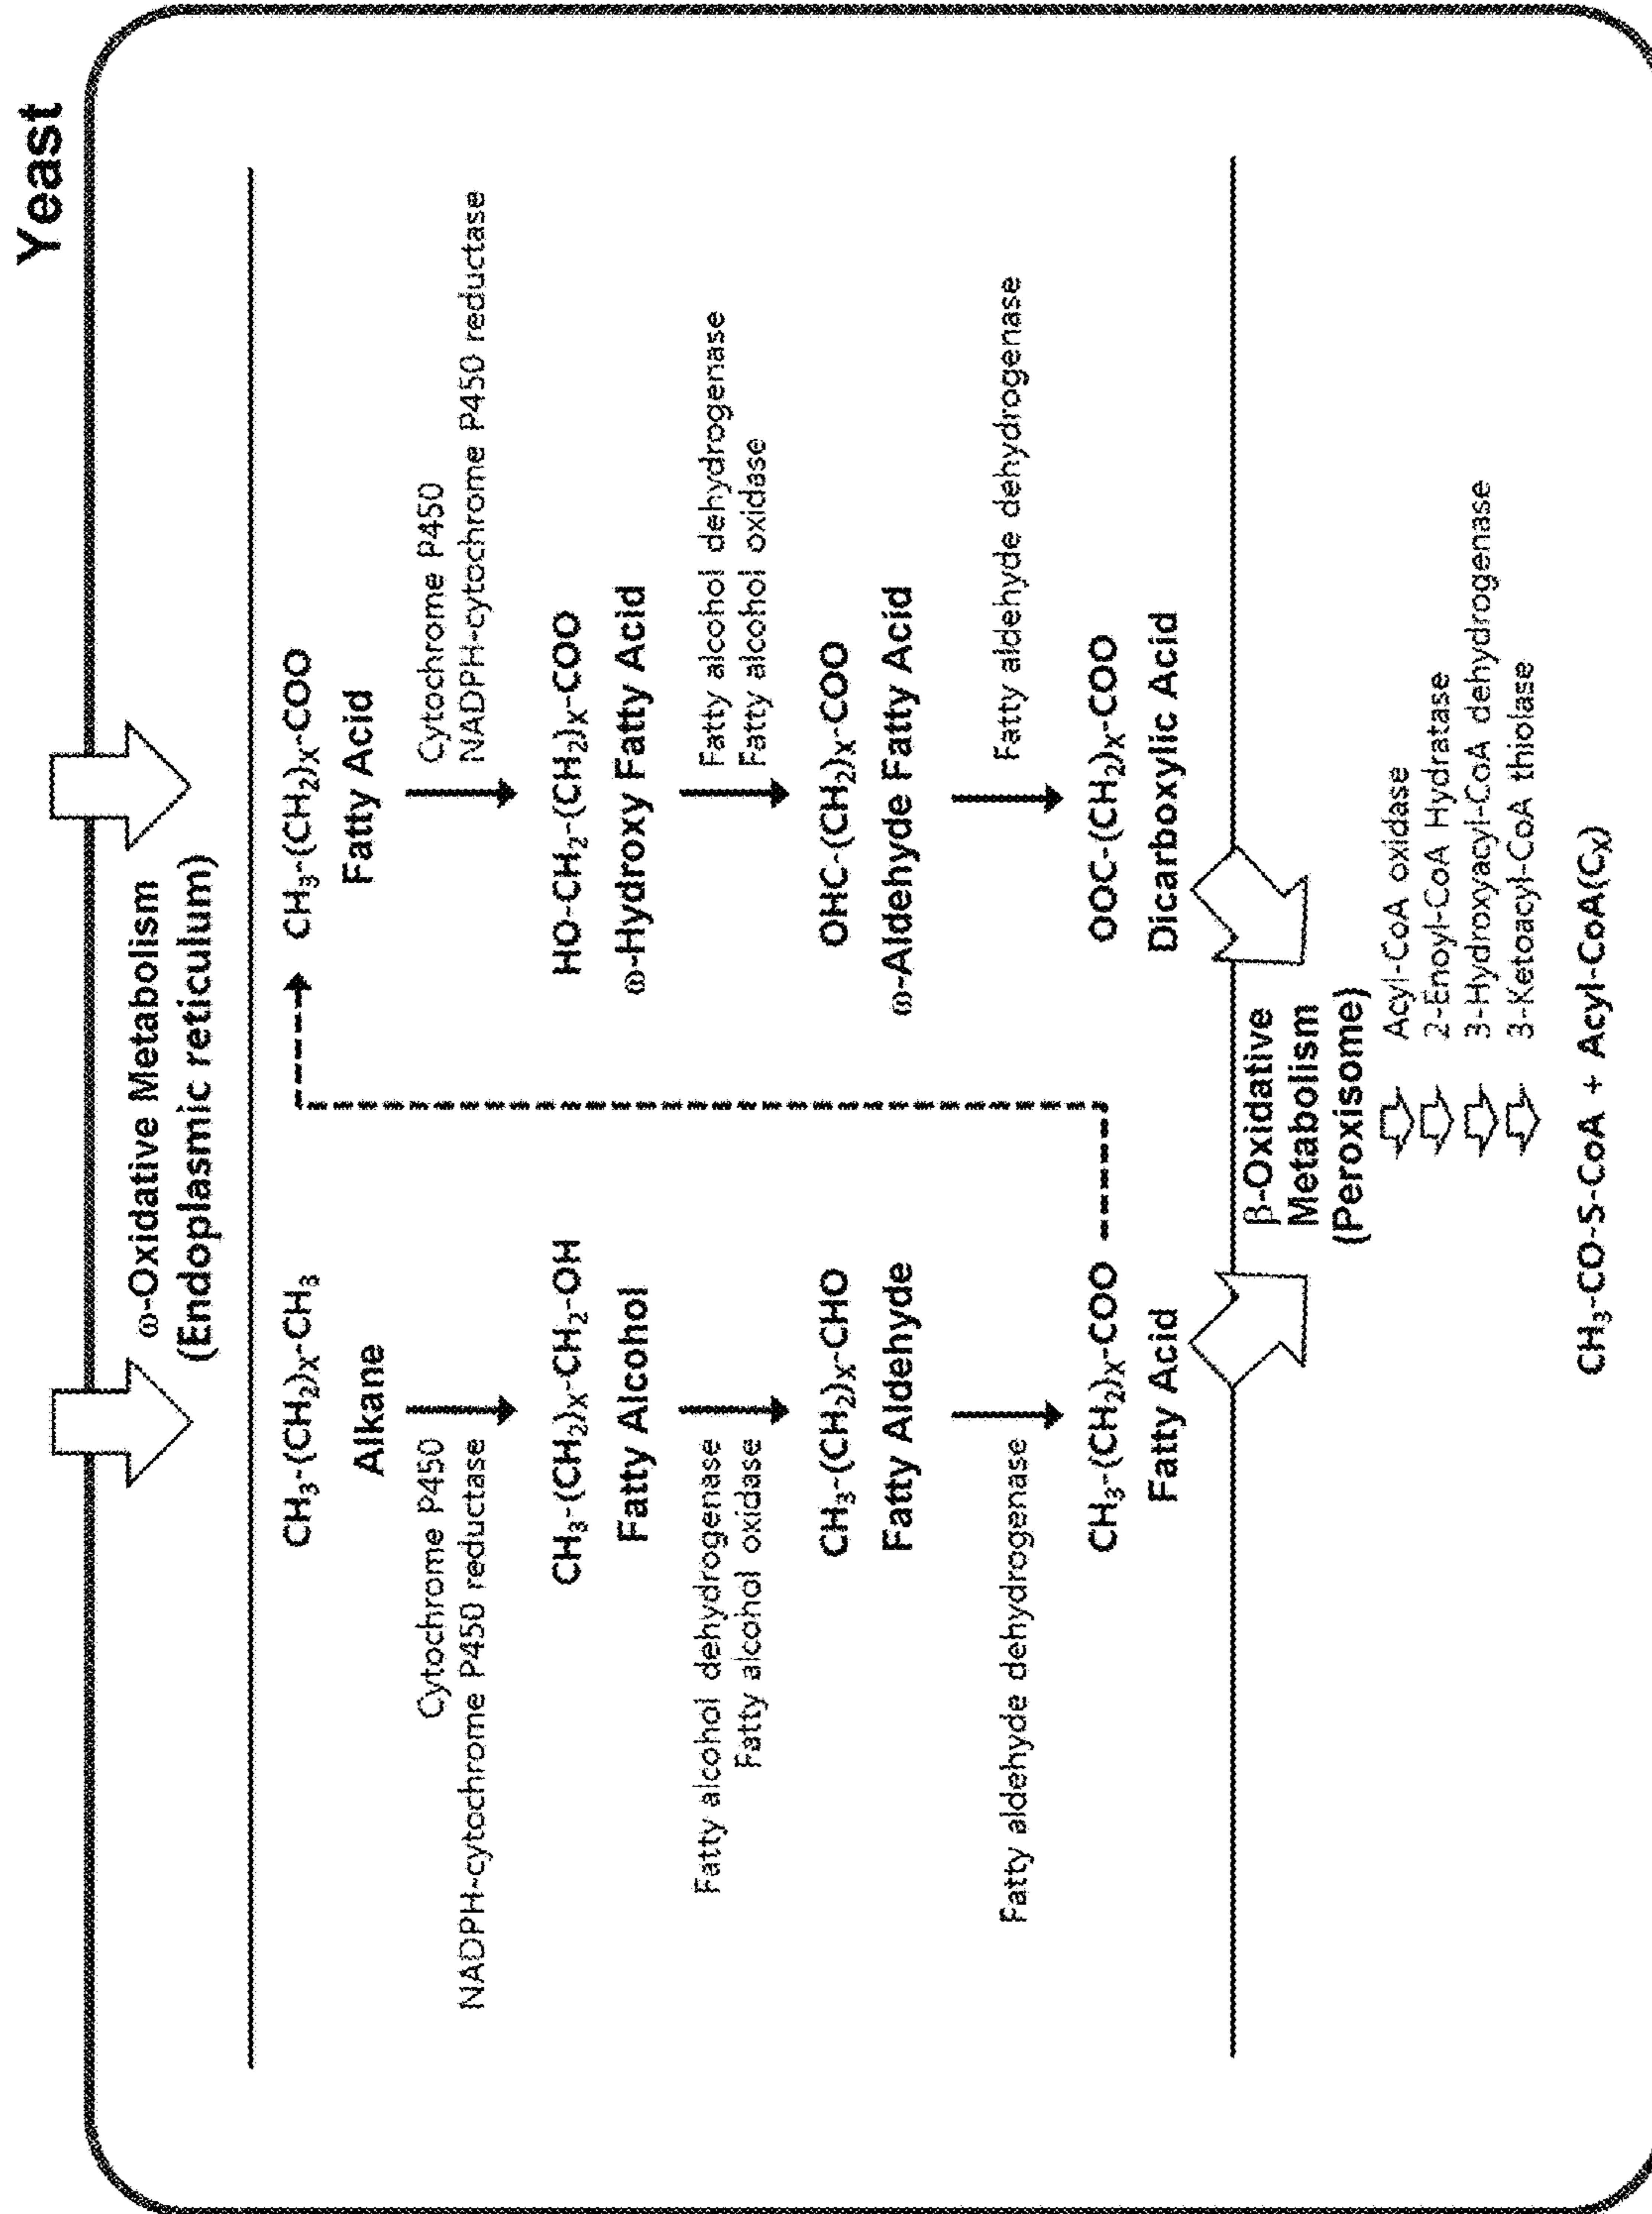 Yeast
ω-Oxidative Metabolism
(Endoplasmic reticulum)
CH₃-(CH₂)ₓ-CH₃
Alkane
Cytochrome P450
NADPH-cytochrome P450 reductase
CH₃-(CH₂)ₓ-CH₂-OH
Fatty Alcohol
Fatty alcohol dehydrogenase
Fatty alcohol oxidase
CH₃-(CH₂)ₓ-CHO
Fatty Aldehyde
Fatty aldehyde dehydrogenase
CH₃-(CH₂)ₓ-COO
Fatty Acid
CH₃-(CH₂)ₓ-COO
Fatty Acid
Cytochrome P450
NADPH-cytochrome P450 reductase
HO-CH₂-(CH₂)ₓ-COO
ω-Hydroxy Fatty Acid
Fatty alcohol dehydrogenase
Fatty alcohol oxidase
OHC-(CH₂)ₓ-COO
ω-Aldehyde Fatty Acid
Fatty aldehyde dehydrogenase
OOC-(CH₂)ₓ-COO
Dicarboxylic Acid
β-Oxidative
Metabolism
(Peroxisome)
Acyl-CoA oxidase
2-Enoyl-CoA Hydratase
3-Hydroxyacyl-CoA dehydrogenase
3-Ketoacyl-CoA thiolase
CH₃-CO-S-CoA + Acyl-CoA(Cₓ)